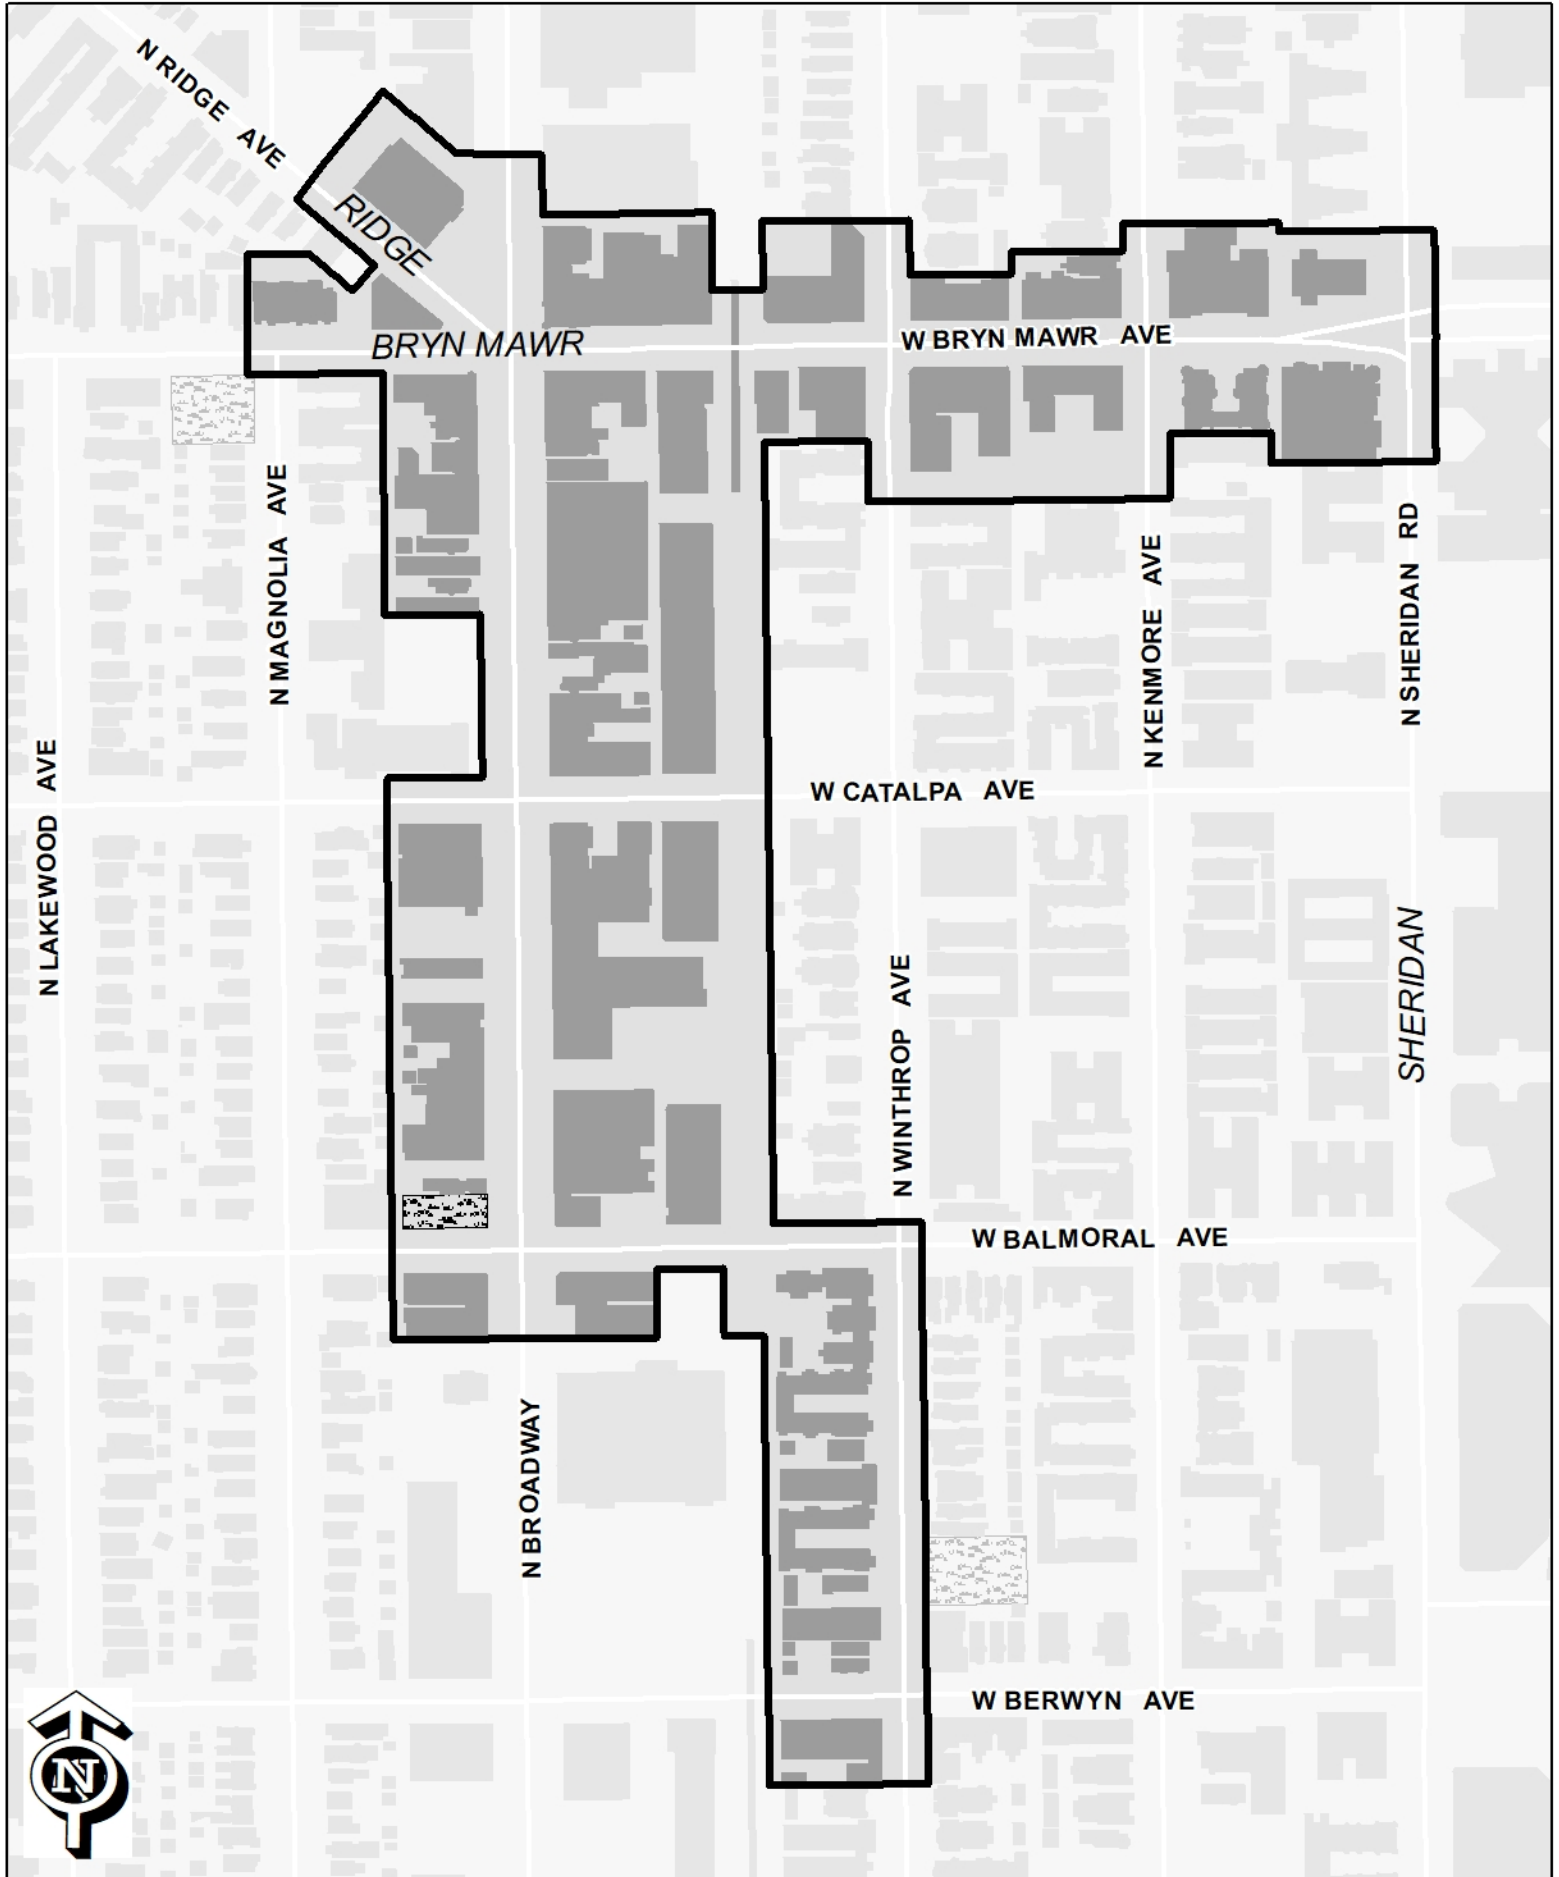 N RIDGE AVE
RIDGE
BRYN MAWR
W BRYN MAWR AVE
N MAGNOLIA AVE
N KENMORE AVE
N SHERIDAN RD
N LAKEWOOD AVE
W CATALPA AVE
SHERIDAN
N WINTHROP AVE
W BALMORAL AVE
N BROADWAY
W BERWYN AVE
N